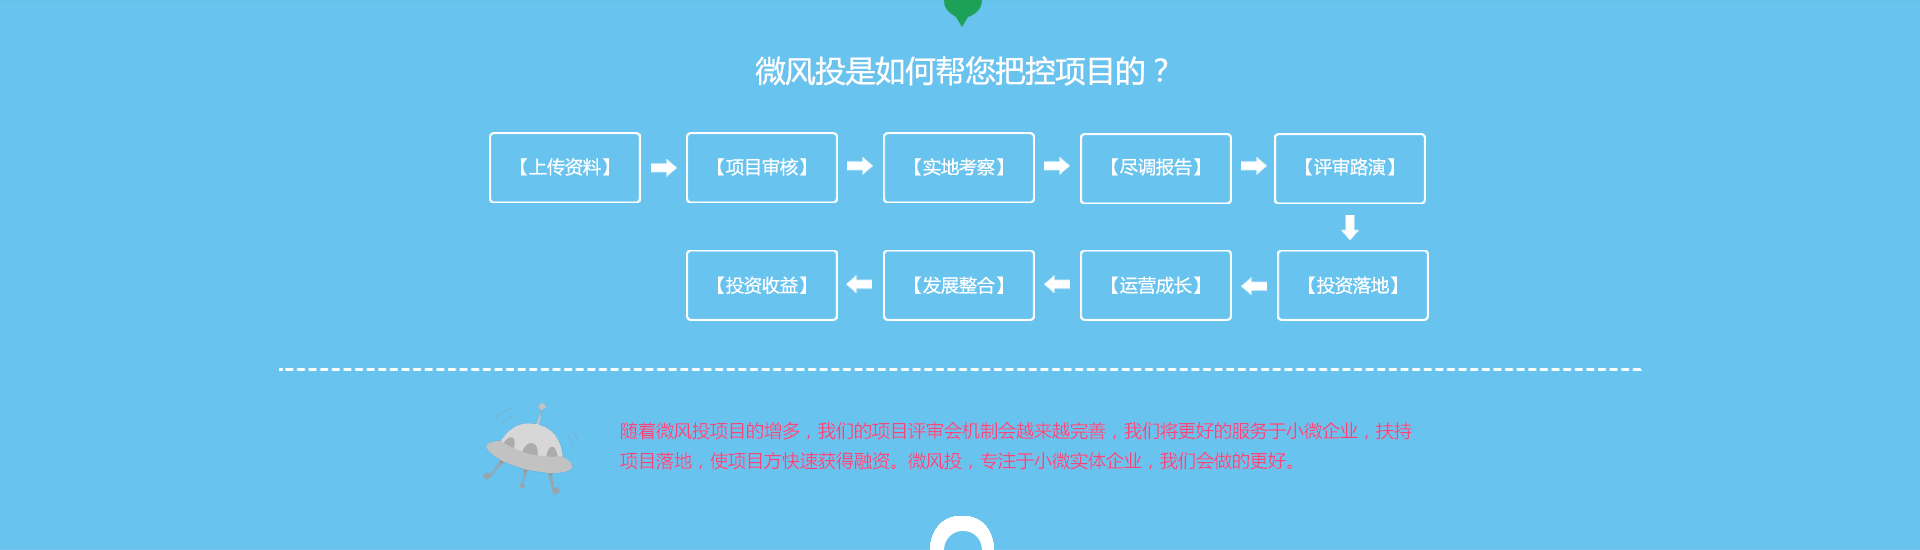 微风投是如何帮您把控项目的？
【上传资料】 【项目审核】 【实地考察】 【尽调报告】 【评审路演】
【投资收益】 【发展整合】 【运营成长】 【投资落地】
随着微风投项目的增多，我们的项目评审会机制会越来越完善，我们将更好的服务于小微企业，扶持
项目落地，使项目方快速获得融资。微风投，专注于小微实体企业，我们会做的更好。